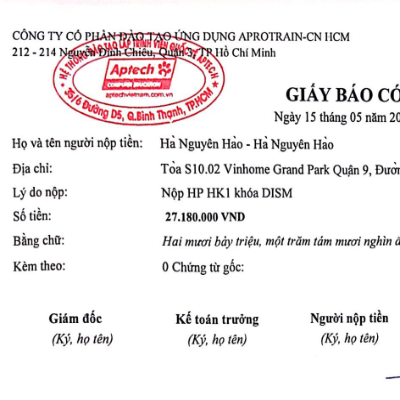 CÔNG TY CỔ PHẦN ĐÀO TẠO ỨNG DỤNG APROTRAIN-CN HCM
212 - 214 Nguyễn Đình Chiểu, Quận 3, TP.Hồ Chí Minh
HỆ THỐNG ĐÀO TẠO LẬP TRÌNH VIÊN QUỐC TẾ APTECH
Aptech
COMPUTER EDUCATION
aptechvietnam.com.vn
35/6 Đường D5, Q.Bình Thạnh, TP.HCM
GIẤY BÁO CÓ
Ngày 15 tháng 05 năm 20
Họ và tên người nộp tiền: Hà Nguyên Hảo - Hà Nguyên Hảo
Địa chỉ: Tòa S10.02 Vinhome Grand Park Quận 9, Đườn
Lý do nộp: Nộp HP HK1 khóa DISM
Số tiền: 27.180.000 VND
Bằng chữ: Hai mươi bảy triệu, một trăm tám mươi nghìn đ
Kèm theo: 0 Chứng từ gốc:
Giám đốc Kế toán trưởng Người nộp tiền
(Ký, họ tên) (Ký, họ tên) (Ký, họ tên)